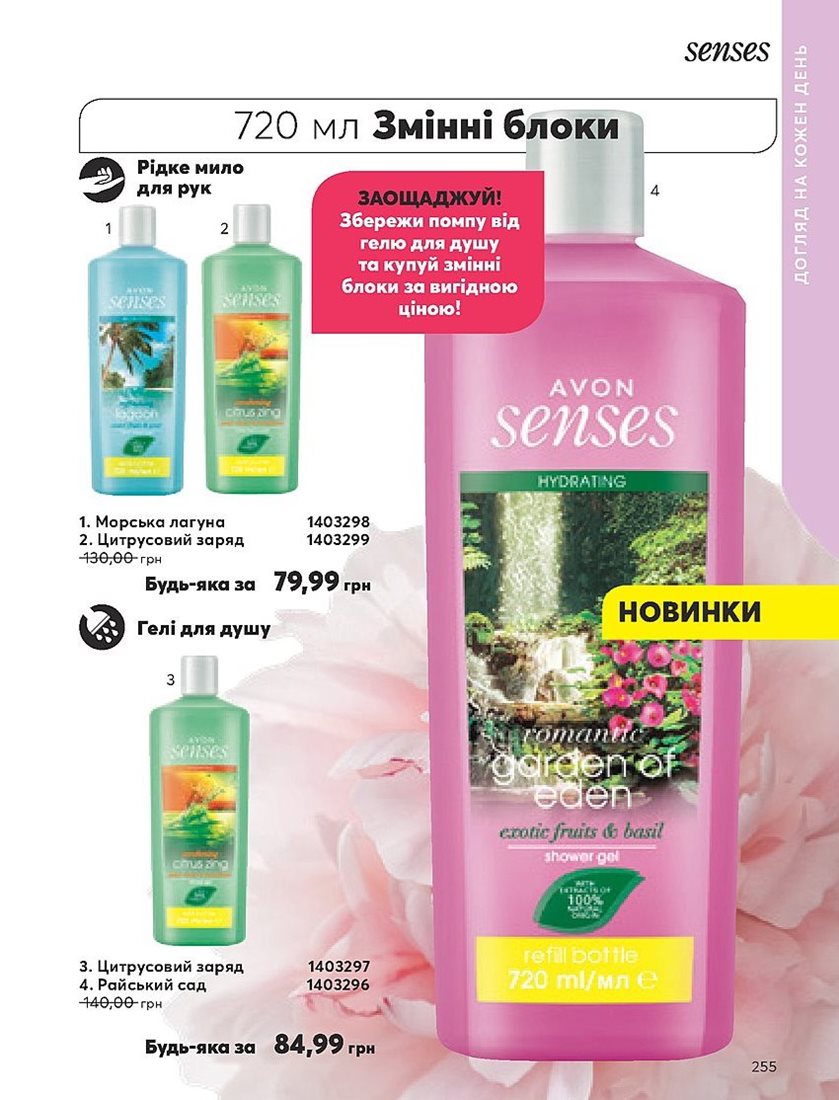 senses
ДОГЛЯД НА КОЖЕН ДЕНЬ
720 мл Змінні блоки
Рідке мило
для рук
ЗАОЩАДЖУЙ!
Збережи помпу від
гелю для душу
та купуй змінні
блоки за вигідною
ціною!
1
2
4
AVON
senses
lagoon
AVON
senses
citrus zing
1. Морська лагуна 1403298
2. Цитрусовий заряд 1403299
130,00 грн
Будь-яка за 79,99 грн
Гелі для душу
3
AVON
senses
citrus zing
AVON
senses
HYDRATING
НОВИНКИ
romantic
garden of
eden
exotic fruits & basil
shower gel
WITH
EXTRACTS OF
100%
NATURAL
ORIGIN
refill bottle
720 ml/мл e
3. Цитрусовий заряд 1403297
4. Райський сад 1403296
140,00 грн
Будь-яка за 84,99 грн
255